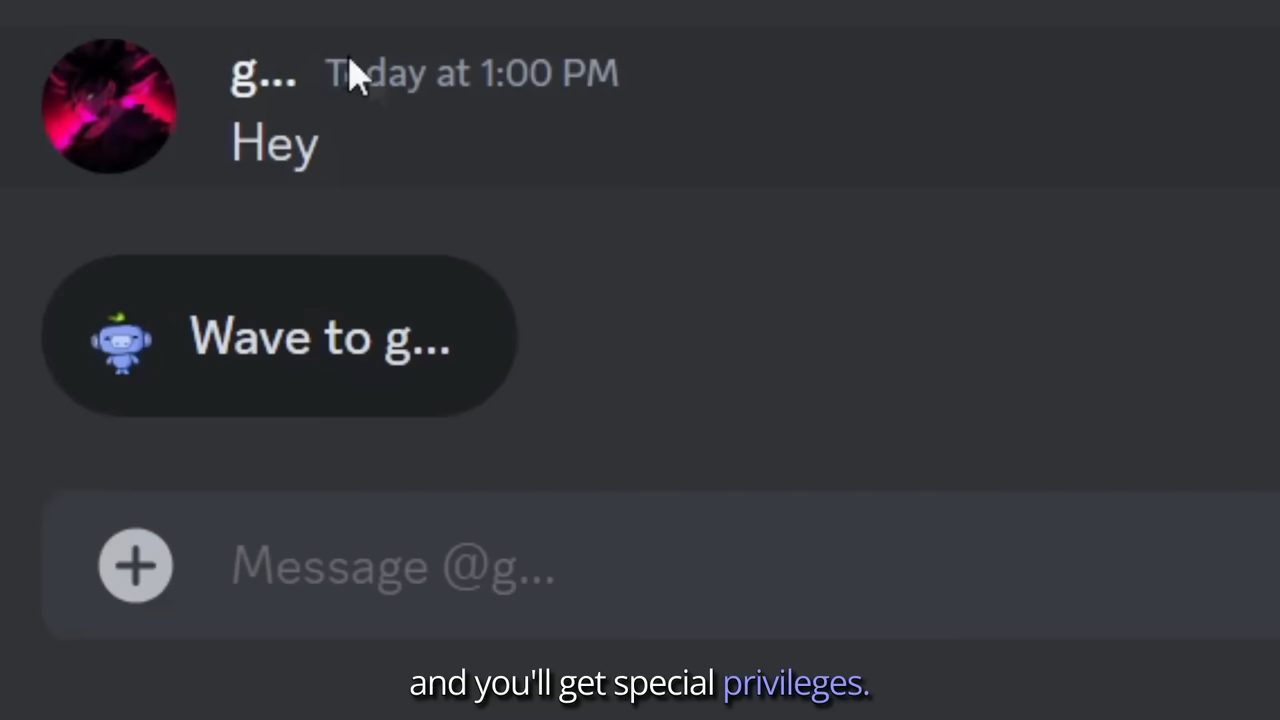 g... Today at 1:00 PM
Hey
Wave to g...
Message @g...
and you'll get special privileges.